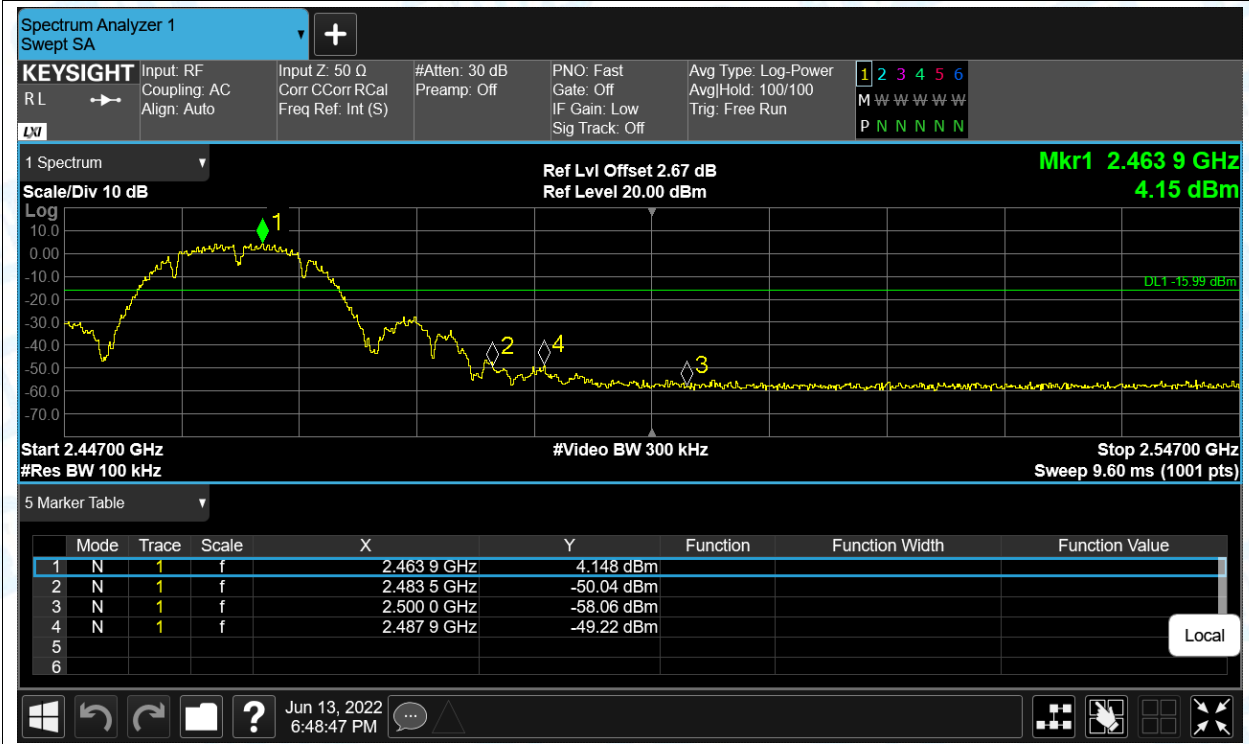 Spectrum Analyzer 1
Swept SA
+
KEYSIGHT
R L
LXI
Input: RF
Coupling: AC
Align: Auto
Input Z: 50 Ω
Corr CCorr RCal
Freq Ref: Int (S)
#Atten: 30 dB
Preamp: Off
PNO: Fast
Gate: Off
IF Gain: Low
Sig Track: Off
Avg Type: Log-Power
Avg|Hold: 100/100
Trig: Free Run
1 2 3 4 5 6
M W W W W W
P N N N N N
1 Spectrum
Scale/Div 10 dB
Ref Lvl Offset 2.67 dB
Ref Level 20.00 dBm
Mkr1 2.463 9 GHz
4.15 dBm
Log
10.0
0.00
-10.0
-20.0
-30.0
-40.0
-50.0
-60.0
-70.0
1
2
4
3
DL1 -15.99 dBm
Start 2.44700 GHz
#Video BW 300 kHz
Stop 2.54700 GHz
#Res BW 100 kHz
Sweep 9.60 ms (1001 pts)
5 Marker Table
Mode Trace Scale X Y Function Function Width Function Value
1 N 1 f 2.463 9 GHz 4.148 dBm
2 N 1 f 2.483 5 GHz -50.04 dBm
3 N 1 f 2.500 0 GHz -58.06 dBm
4 N 1 f 2.487 9 GHz -49.22 dBm
5
6
Local
?
Jun 13, 2022
6:48:47 PM